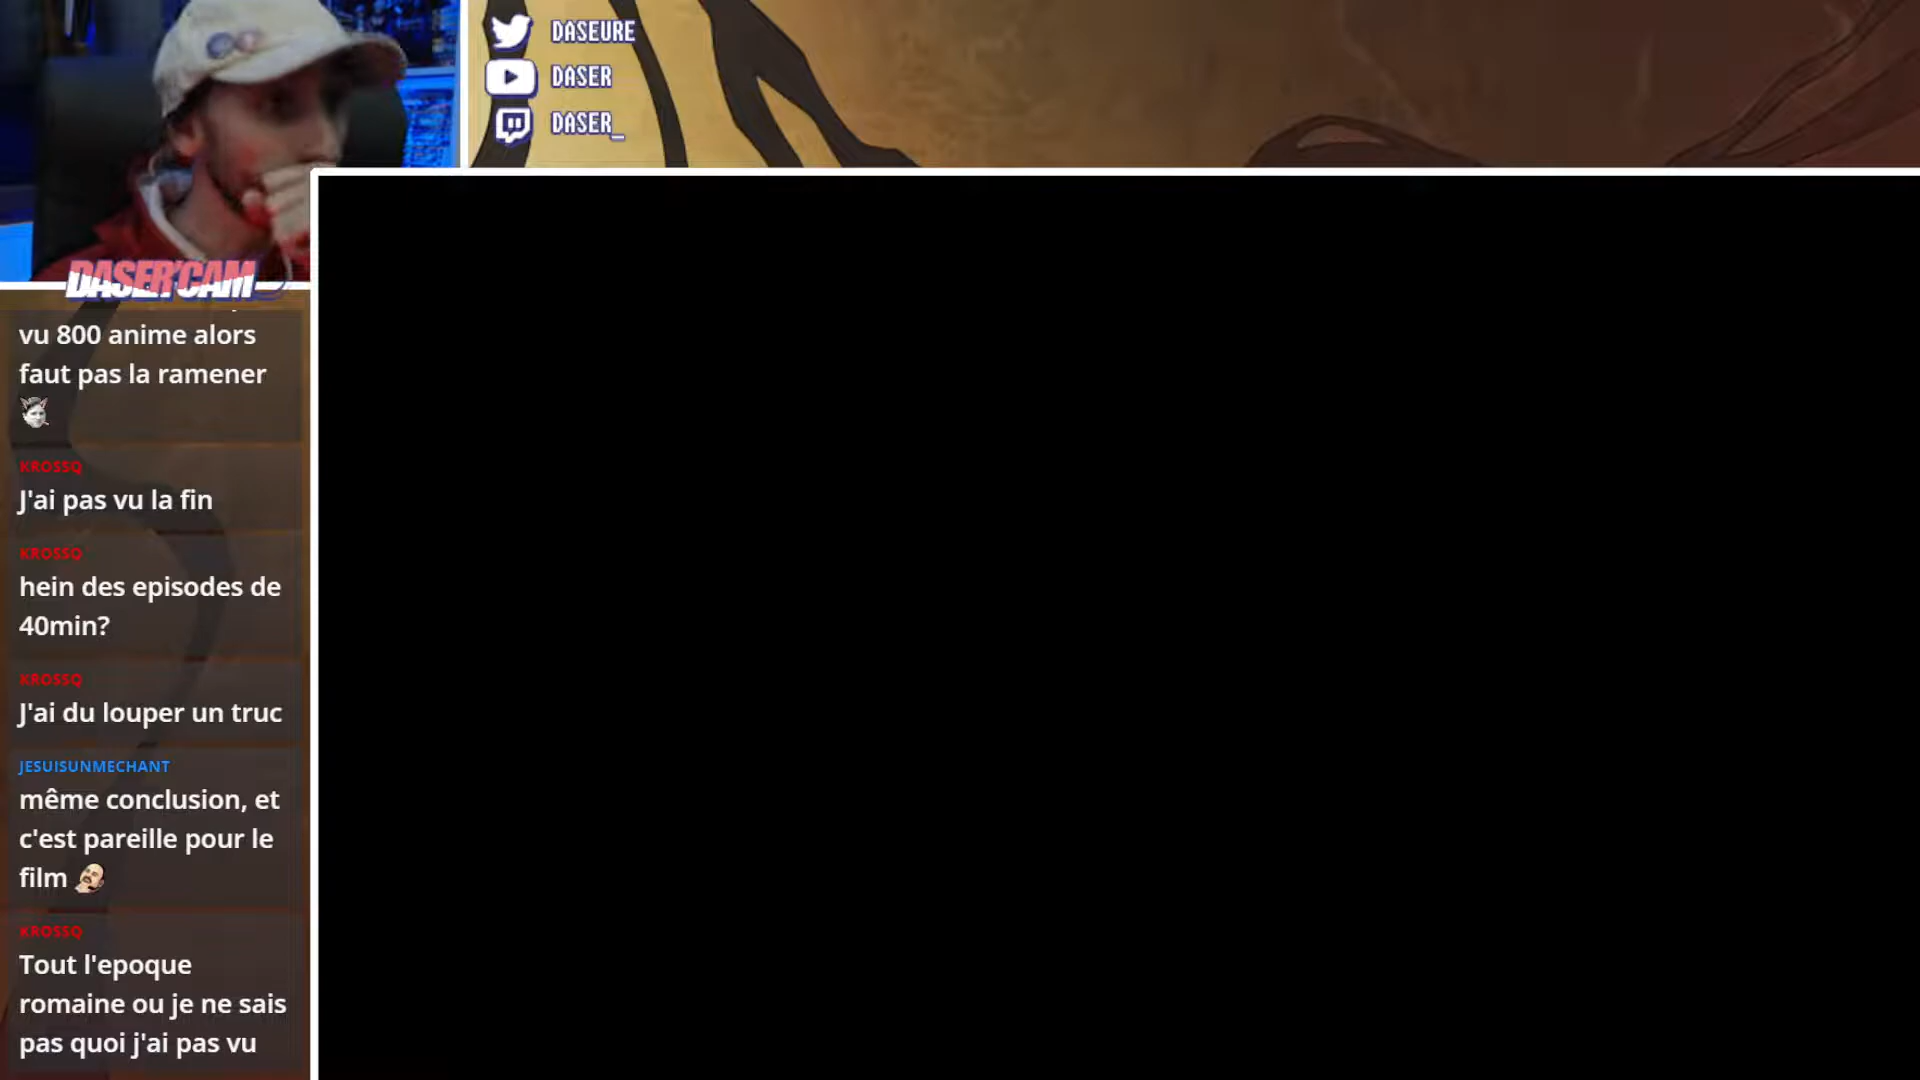 DASEURE
DASER
DASER_
DASER'CAM
vu 800 anime alors
faut pas la ramener
KROSSQ
J'ai pas vu la fin
KROSSQ
hein des episodes de
40min?
KROSSQ
J'ai du louper un truc
JESUISUNMECHANT
même conclusion, et
c'est pareille pour le
film
KROSSQ
Tout l'epoque
romaine ou je ne sais
pas quoi j'ai pas vu